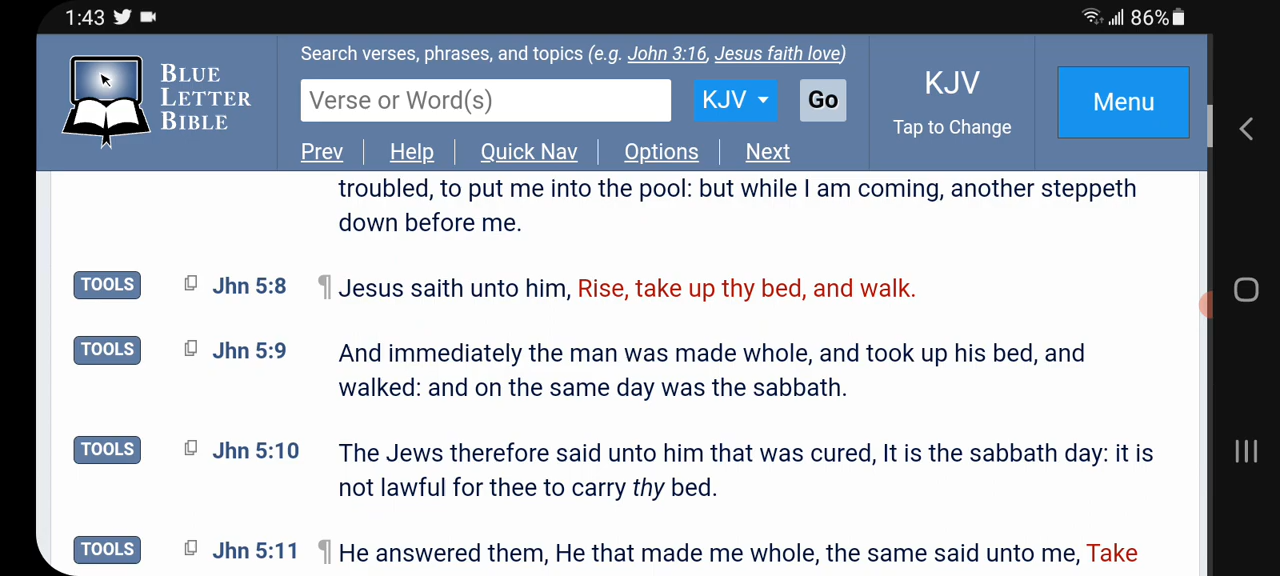 1:43 86%
Search verses, phrases, and topics (e.g. John 3:16, Jesus faith love)
BLUE
LETTER
BIBLE
Verse or Word(s) KJV Go
KJV
Tap to Change
Menu
Prev Help Quick Nav Options Next
troubled, to put me into the pool: but while I am coming, another steppeth
down before me.
TOOLS Jhn 5:8 ¶ Jesus saith unto him, Rise, take up thy bed, and walk.
TOOLS Jhn 5:9 And immediately the man was made whole, and took up his bed, and
walked: and on the same day was the sabbath.
TOOLS Jhn 5:10 The Jews therefore said unto him that was cured, It is the sabbath day: it is
not lawful for thee to carry thy bed.
TOOLS Jhn 5:11 ¶ He answered them, He that made me whole, the same said unto me, Take